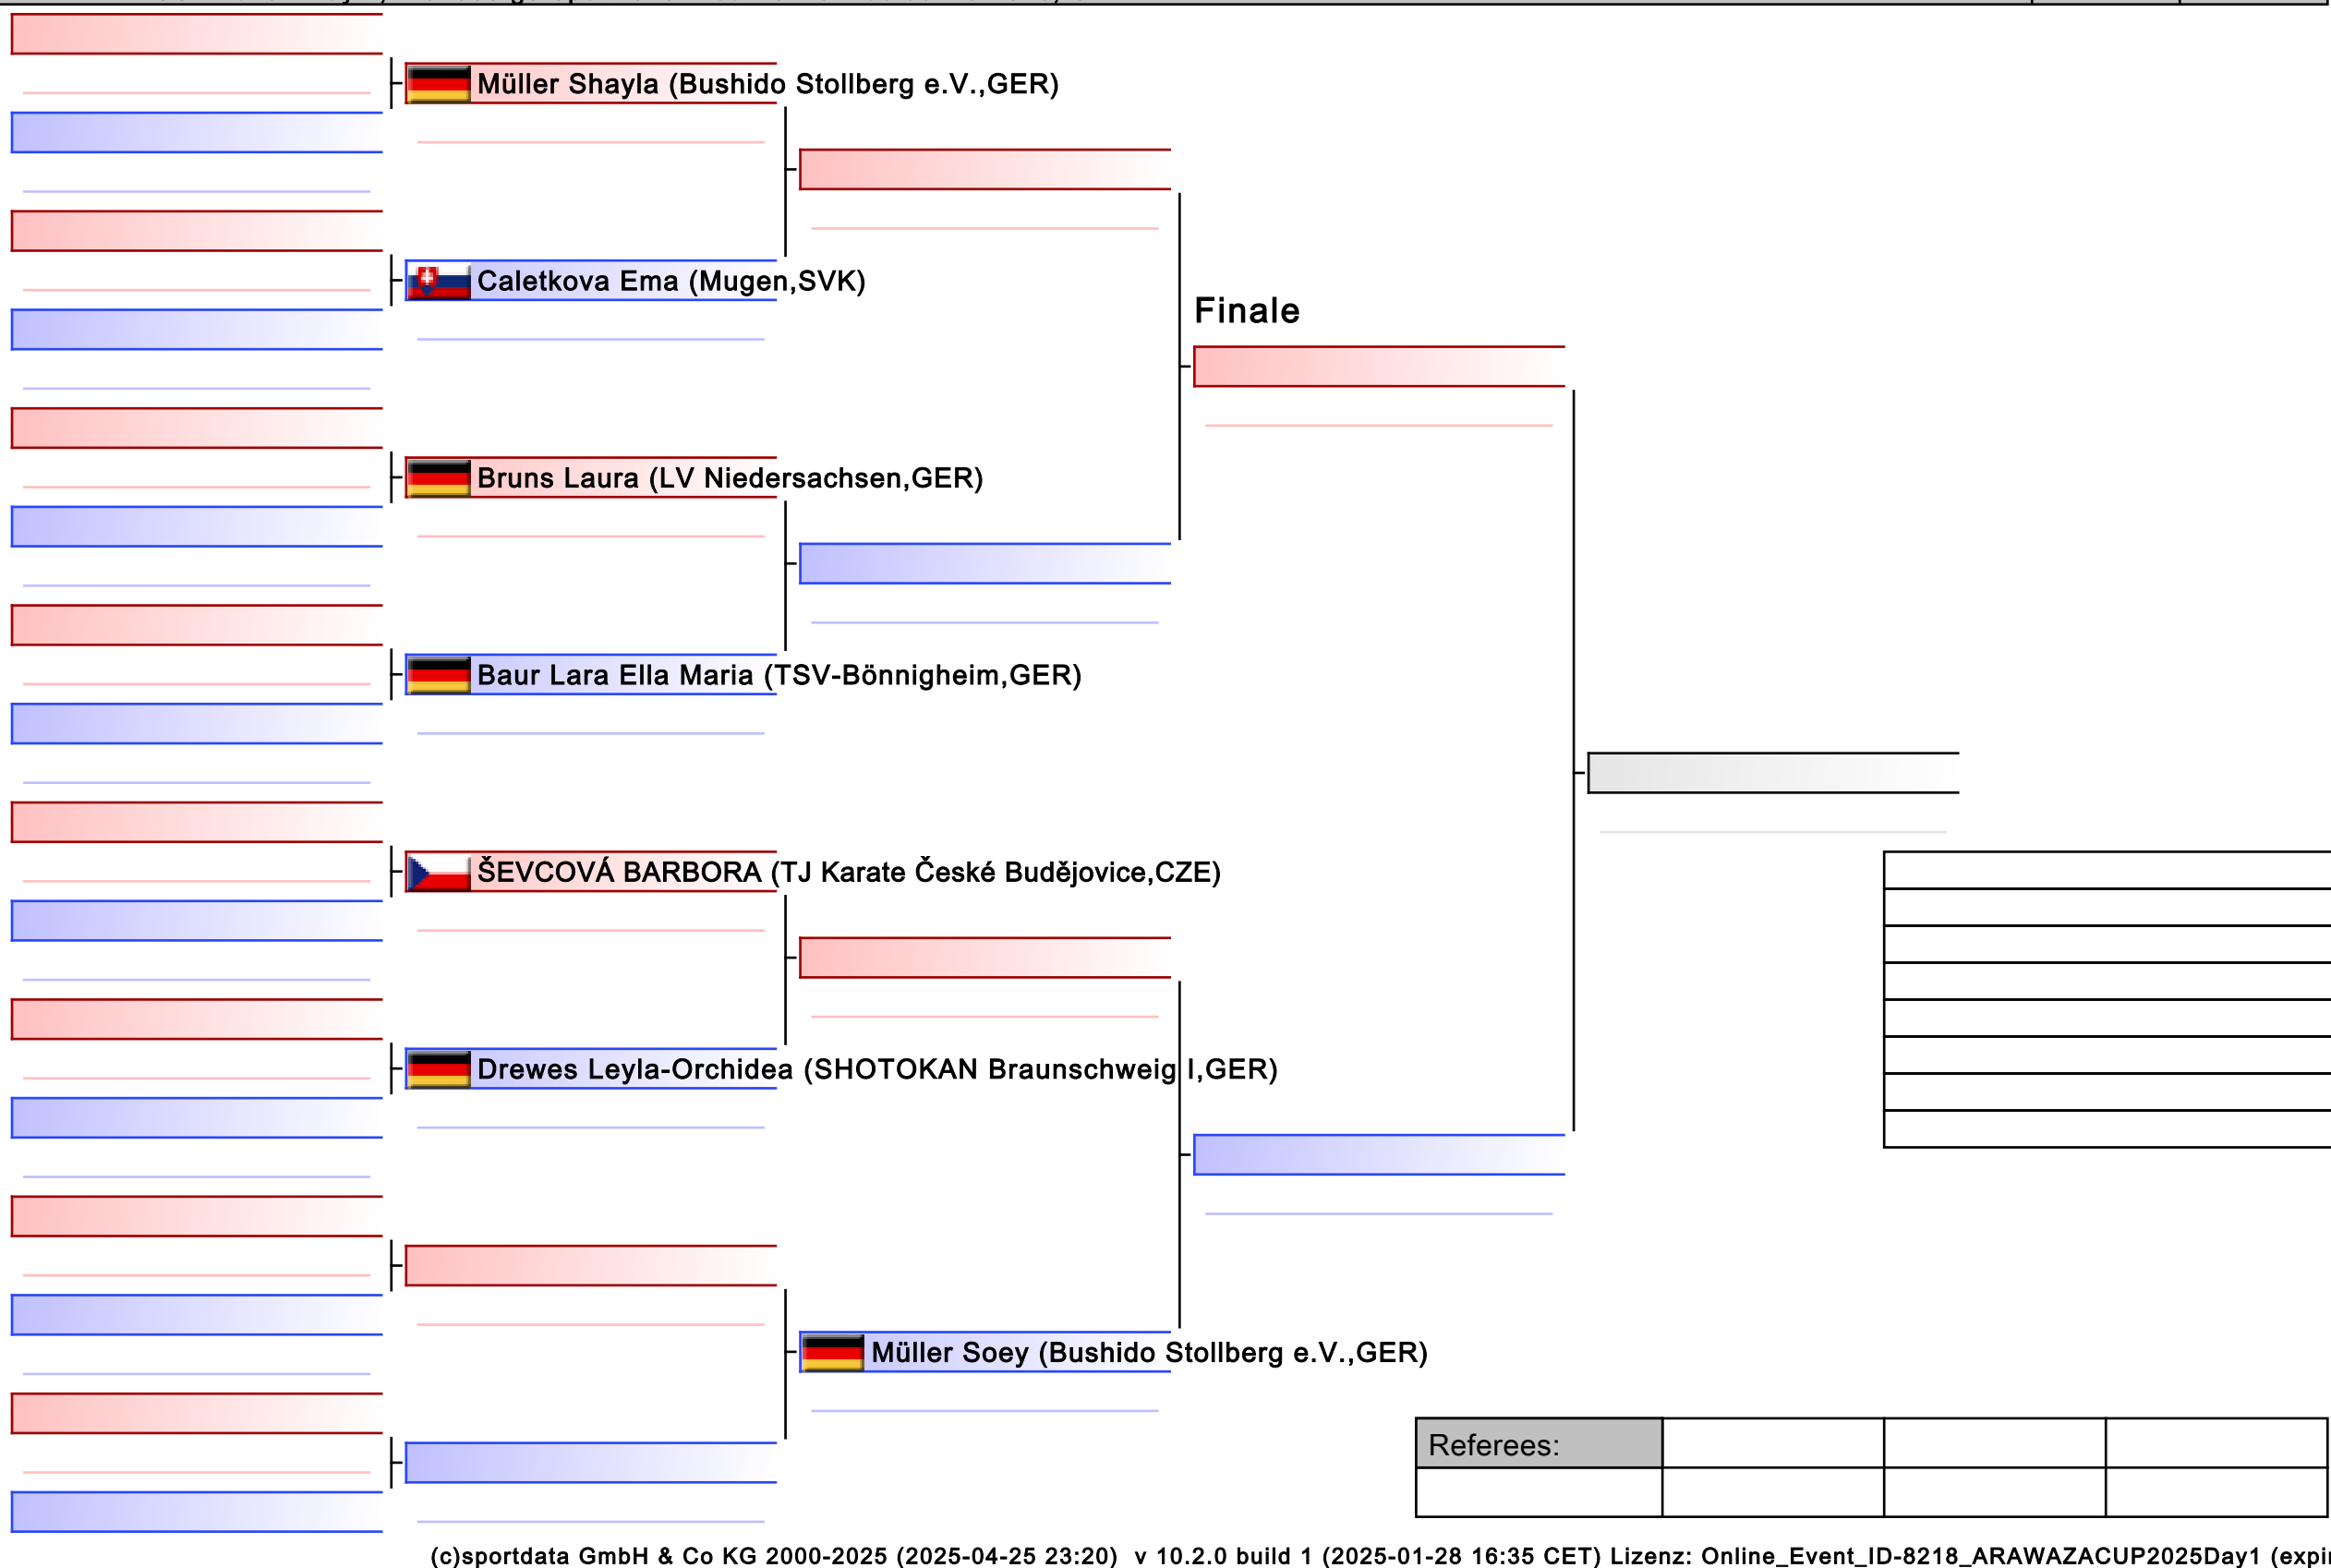 Müller Shayla (Bushido Stollberg e.V.,GER)
Caletkova Ema (Mugen,SVK)
Finale
Bruns Laura (LV Niedersachsen,GER)
Baur Lara Ella Maria (TSV-Bönnigheim,GER)
ŠEVCOVÁ BARBORA (TJ Karate České Budějovice,CZE)
Drewes Leyla-Orchidea (SHOTOKAN Braunschweig I,GER)
Müller Soey (Bushido Stollberg e.V.,GER)
Referees:
(c)sportdata GmbH & Co KG 2000-2025 (2025-04-25 23:20) v 10.2.0 build 1 (2025-01-28 16:35 CET) Lizenz: Online_Event_ID-8218_ARAWAZACUP2025Day1